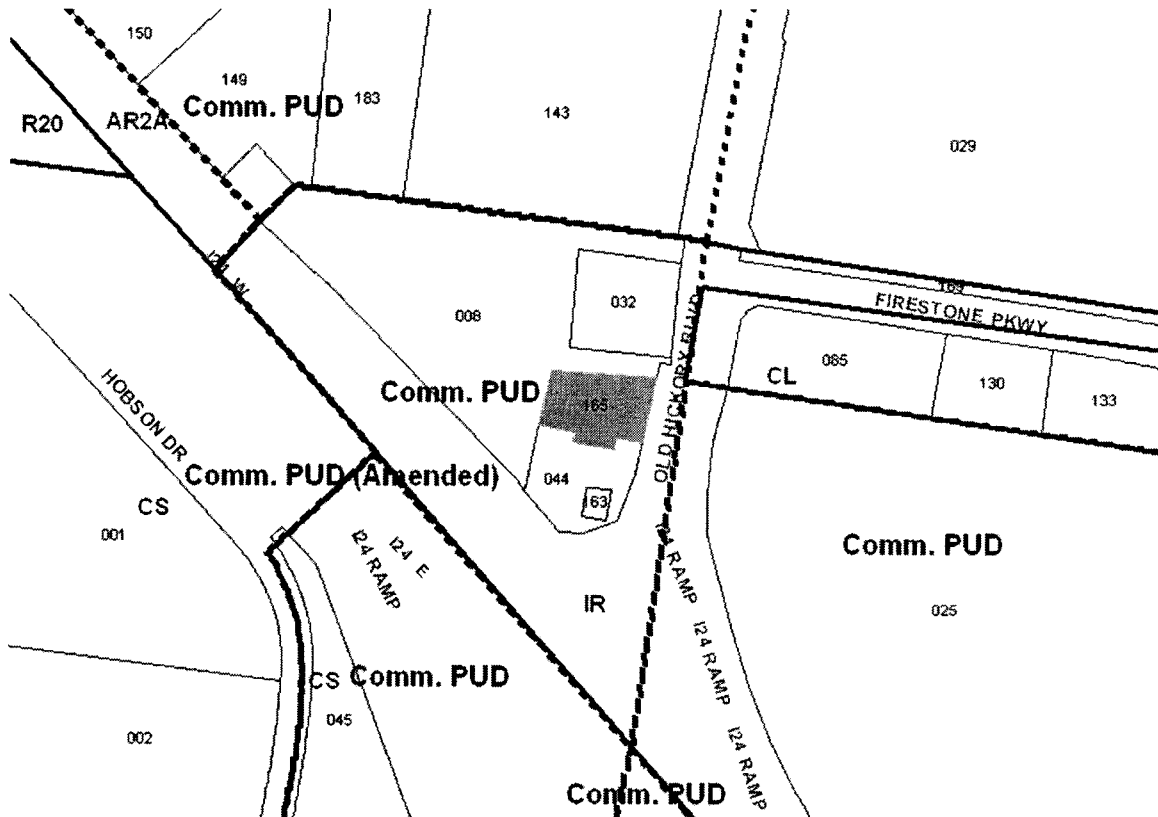 150
149
Comm. PUD
183
143
R20
AR2A
029
I24 W
169
032
008
FIRESTONE PKWY
085
CL
130
133
HOBSON DR
Comm. PUD
165
OLD HICKORY BLVD
Comm. PUD (Amended)
044
163
CS
001
I24 E
I24 RAMP
I24 RAMP
Comm. PUD
IR
025
I24 RAMP
CS
Comm. PUD
045
002
I24 RAMP
Comm. PUD